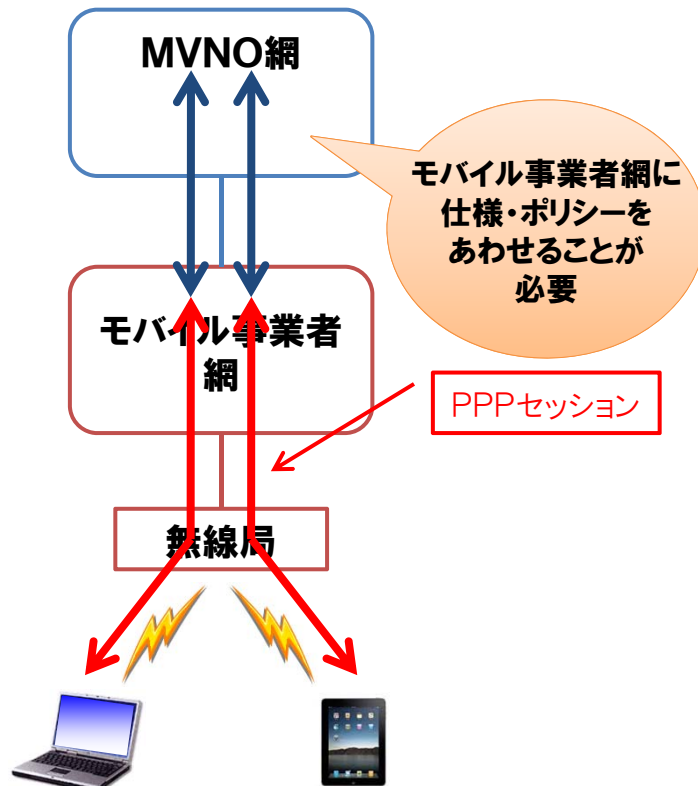 MVNO網
モバイル事業者網に
仕様・ポリシーを
あわせることが
必要
モバイル事業者
網
PPPセッション
無線局